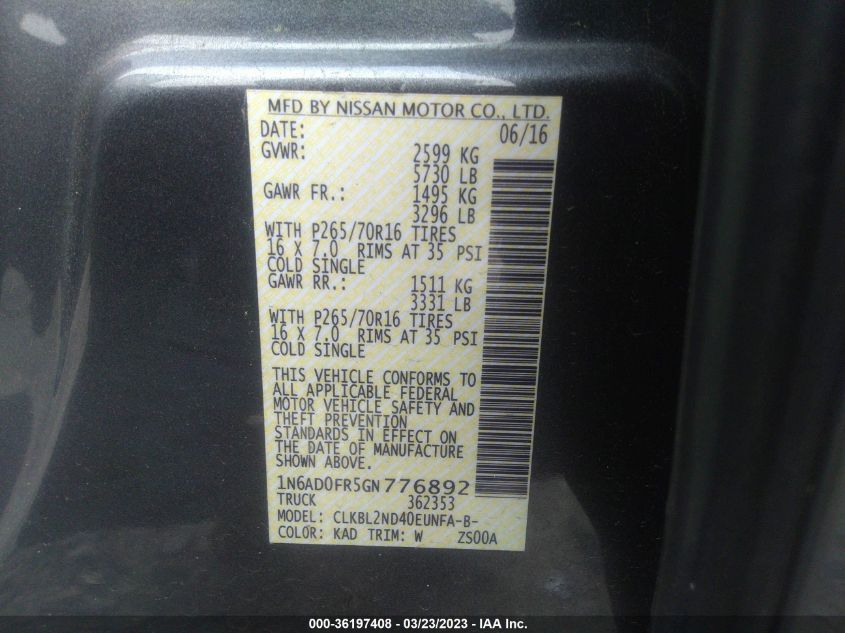 MFD BY NISSAN MOTOR CO., LTD.
DATE: 06/16
GVWR: 2599 KG
5730 LB
GAWR FR.: 1495 KG
3296 LB
WITH P265/70R16 TIRES
16 X 7.0 RIMS AT 35 PSI
COLD SINGLE
GAWR RR.: 1511 KG
3331 LB
WITH P265/70R16 TIRES
16 X 7.0 RIMS AT 35 PSI
COLD SINGLE
THIS VEHICLE CONFORMS TO
ALL APPLICABLE FEDERAL
MOTOR VEHICLE SAFETY AND
THEFT PREVENTION
STANDARDS IN EFFECT ON
THE DATE OF MANUFACTURE
SHOWN ABOVE.
1N6AD0FR5GN776892
TRUCK 362353
MODEL: CLKBL2ND40EUNFA-B-
COLOR: KAD TRIM: W ZS00A
000-36197408 - 03/23/2023 - IAA Inc.